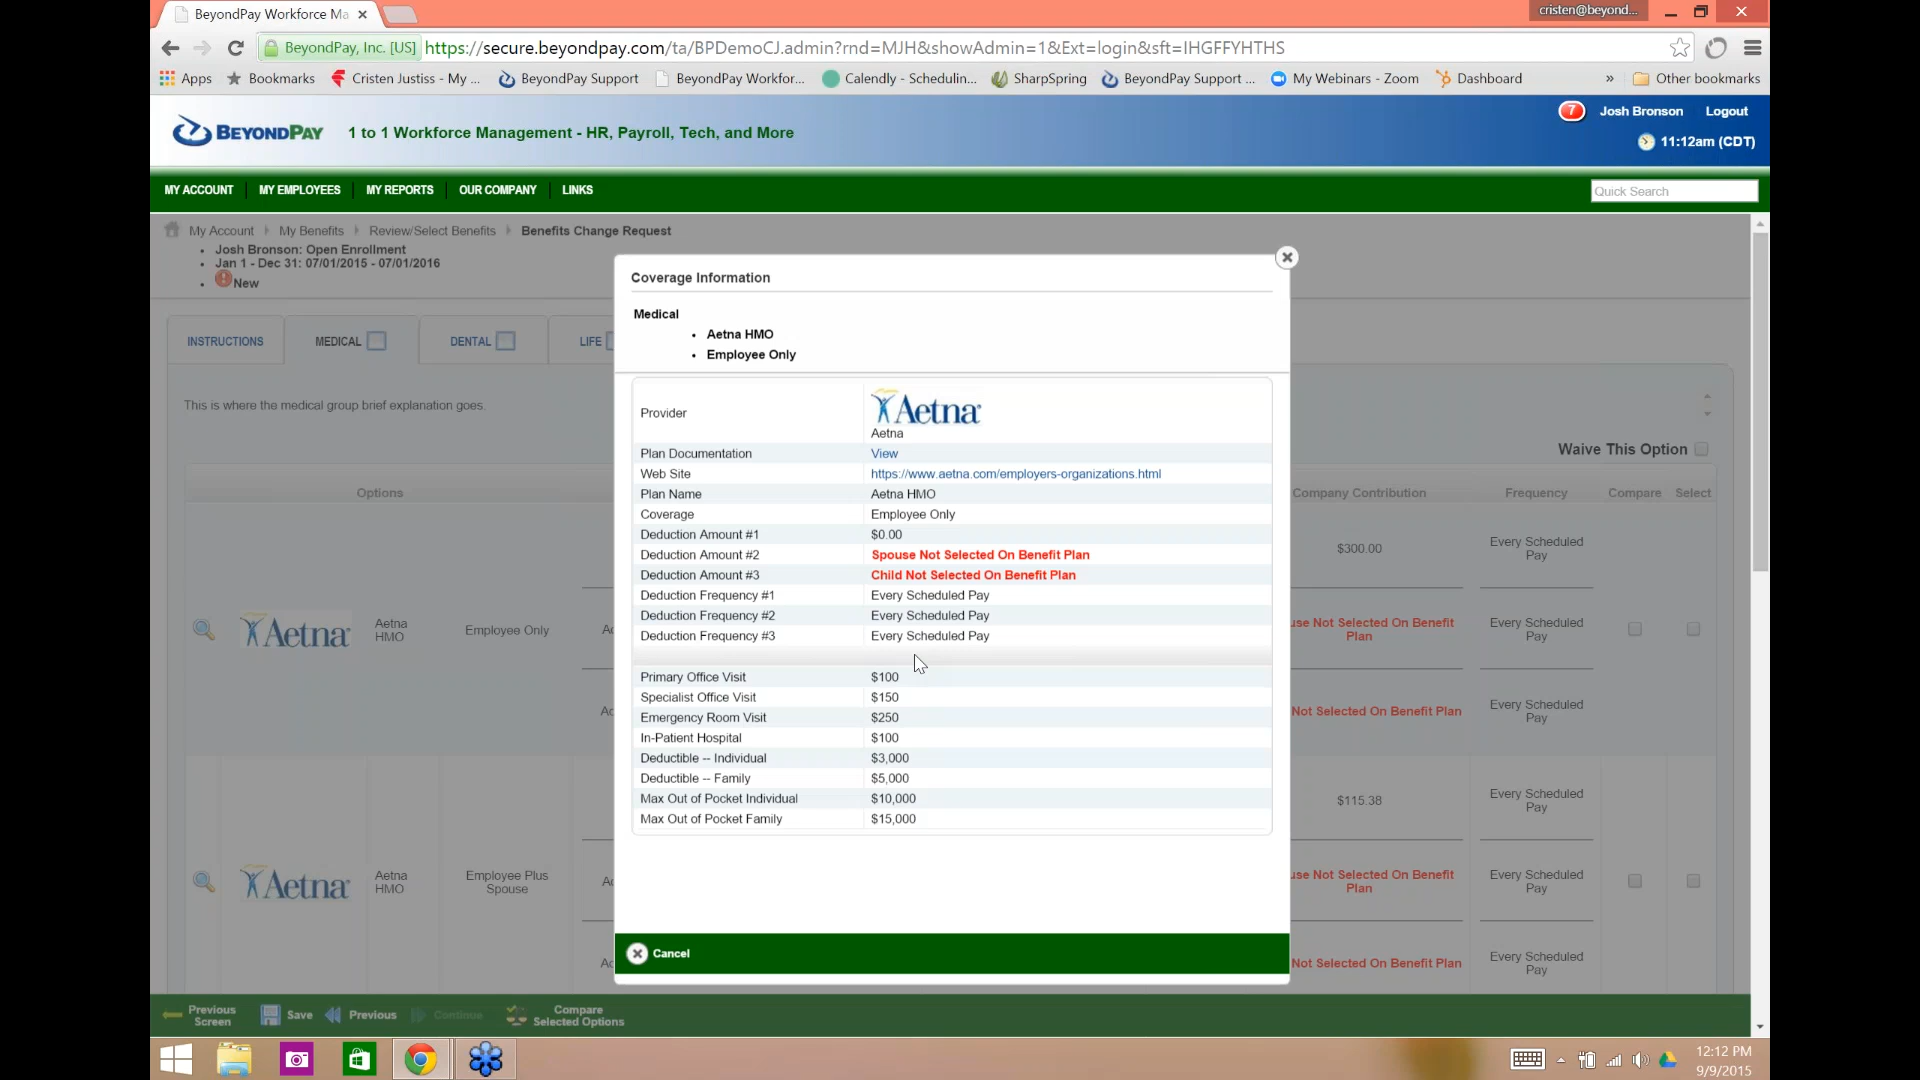 BeyondPay Workforce Ma
cristen@beyond...
BeyondPay, Inc. [US]
https://secure.beyondpay.com/ta/BPDemoCJ.admin?rnd=MJH&showAdmin=1&Ext=login&sft=IHGFFYHTHS
Apps
Bookmarks
Cristen Justiss - My ...
BeyondPay Support
BeyondPay Workfor...
Calendly - Schedulin...
SharpSpring
BeyondPay Support ...
My Webinars - Zoom
Dashboard
»
Other bookmarks
BEYONDPAY
1 to 1 Workforce Management - HR, Payroll, Tech, and More
7
Josh Bronson
Logout
11:12am (CDT)
MY ACCOUNT
MY EMPLOYEES
MY REPORTS
OUR COMPANY
LINKS
Quick Search
My Account
My Benefits
Review/Select Benefits
Benefits Change Request
• Josh Bronson: Open Enrollment
• Jan 1 - Dec 31: 07/01/2015 - 07/01/2016
• New
INSTRUCTIONS
MEDICAL
DENTAL
LIFE
This is where the medical group brief explanation goes.
Waive This Option
Options
Company Contribution
Frequency
Compare
Select
$300.00
Every Scheduled
Pay
Aetna
Aetna
HMO
Employee Only
use Not Selected On Benefit
Plan
Every Scheduled
Pay
Not Selected On Benefit Plan
Every Scheduled
Pay
$115.38
Every Scheduled
Pay
Aetna
Aetna
HMO
Employee Plus
Spouse
use Not Selected On Benefit
Plan
Every Scheduled
Pay
Not Selected On Benefit Plan
Every Scheduled
Pay
Coverage Information
Medical
• Aetna HMO
• Employee Only
Provider
Aetna
Aetna
Plan Documentation View
Web Site https://www.aetna.com/employers-organizations.html
Plan Name Aetna HMO
Coverage Employee Only
Deduction Amount #1 $0.00
Deduction Amount #2 Spouse Not Selected On Benefit Plan
Deduction Amount #3 Child Not Selected On Benefit Plan
Deduction Frequency #1 Every Scheduled Pay
Deduction Frequency #2 Every Scheduled Pay
Deduction Frequency #3 Every Scheduled Pay
Primary Office Visit $100
Specialist Office Visit $150
Emergency Room Visit $250
In-Patient Hospital $100
Deductible -- Individual $3,000
Deductible -- Family $5,000
Max Out of Pocket Individual $10,000
Max Out of Pocket Family $15,000
Cancel
Previous
Screen
Save
Previous
Continue
Compare
Selected Options
12:12 PM
9/9/2015